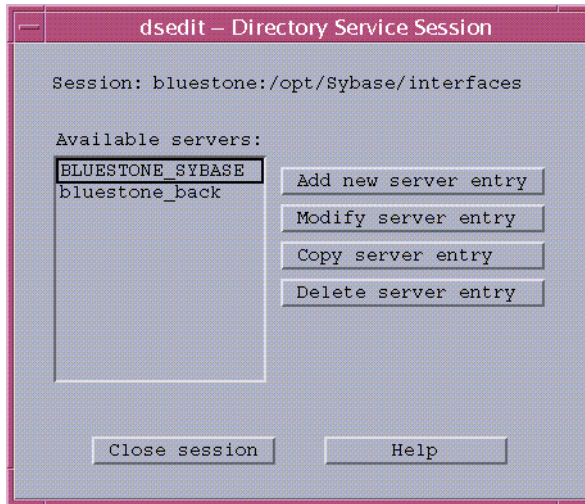 dsedit – Directory Service Session
Session: bluestone:/opt/Sybase/interfaces
Available servers:
BLUESTONE_SYBASE
bluestone_back
Add new server entry
Modify server entry
Copy server entry
Delete server entry
Close session
Help